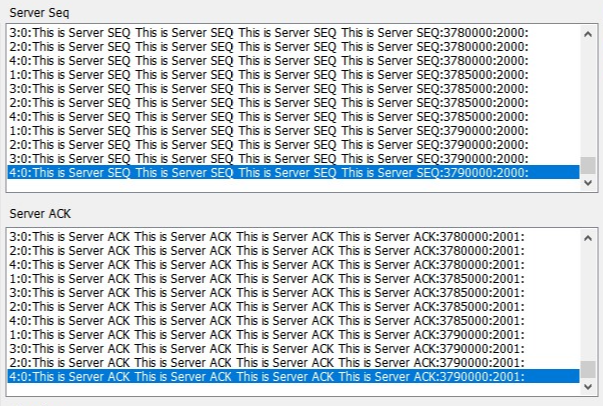 Server Seq
3:0:This is Server SEQ This is Server SEQ This is Server SEQ This is Server SEQ:3780000:2000:
2:0:This is Server SEQ This is Server SEQ This is Server SEQ This is Server SEQ:3780000:2000:
4:0:This is Server SEQ This is Server SEQ This is Server SEQ This is Server SEQ:3780000:2000:
1:0:This is Server SEQ This is Server SEQ This is Server SEQ This is Server SEQ:3785000:2000:
3:0:This is Server SEQ This is Server SEQ This is Server SEQ This is Server SEQ:3785000:2000:
2:0:This is Server SEQ This is Server SEQ This is Server SEQ This is Server SEQ:3785000:2000:
4:0:This is Server SEQ This is Server SEQ This is Server SEQ This is Server SEQ:3785000:2000:
1:0:This is Server SEQ This is Server SEQ This is Server SEQ This is Server SEQ:3790000:2000:
2:0:This is Server SEQ This is Server SEQ This is Server SEQ This is Server SEQ:3790000:2000:
3:0:This is Server SEQ This is Server SEQ This is Server SEQ This is Server SEQ:3790000:2000:
4:0:This is Server SEQ This is Server SEQ This is Server SEQ This is Server SEQ:3790000:2000:
Server ACK
3:0:This is Server ACK This is Server ACK This is Server ACK This is Server ACK:3780000:2001:
2:0:This is Server ACK This is Server ACK This is Server ACK This is Server ACK:3780000:2001:
4:0:This is Server ACK This is Server ACK This is Server ACK This is Server ACK:3780000:2001:
1:0:This is Server ACK This is Server ACK This is Server ACK This is Server ACK:3785000:2001:
3:0:This is Server ACK This is Server ACK This is Server ACK This is Server ACK:3785000:2001:
2:0:This is Server ACK This is Server ACK This is Server ACK This is Server ACK:3785000:2001:
4:0:This is Server ACK This is Server ACK This is Server ACK This is Server ACK:3785000:2001:
1:0:This is Server ACK This is Server ACK This is Server ACK This is Server ACK:3790000:2001:
3:0:This is Server ACK This is Server ACK This is Server ACK This is Server ACK:3790000:2001:
2:0:This is Server ACK This is Server ACK This is Server ACK This is Server ACK:3790000:2001:
4:0:This is Server ACK This is Server ACK This is Server ACK This is Server ACK:3790000:2001: